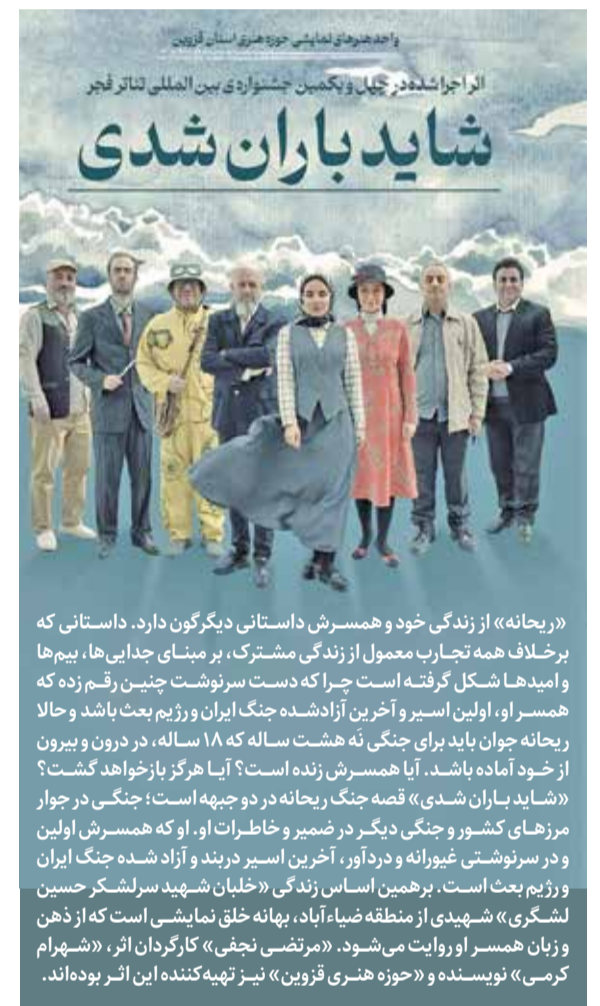 واحد هنرهای نمایشی حوزه هنری استان قزوین
اثر اجرا شده در چهل و یکمین جشنواره‌ی بین المللی تئاتر فجر
شاید باران شدی
«ریحانه» از زندگی خود و همسرش داستانی دیگرگون دارد. داستانی که
برخلاف همه تجارب معمول از زندگی مشترک، بر مبنای جدایی‌ها، بیم‌ها
و امیدها شکل گرفته است چرا که دست سرنوشت چنین رقم زده که
همسر او، اولین اسیر و آخرین آزادشده جنگ ایران و رژیم بعث باشد و حالا
ریحانه جوان باید برای جنگی نَه هشت ساله که ۱۸ ساله، در درون و بیرون
از خود آماده باشد. آیا همسرش زنده است؟ آیا هرگز بازخواهد گشت؟
«شاید باران شدی» قصه جنگ ریحانه در دو جبهه است؛ جنگی در جوار
مرزهای کشور و جنگی دیگر در ضمیر و خاطرات او. او که همسرش اولین
و در سرنوشتی غیورانه و دردآور، آخرین اسیر دربند و آزاد شده جنگ ایران
و رژیم بعث است. برهمین اساس زندگی «خلبان شهید سرلشکر حسین
لشگری» شهیدی از منطقه ضیاءآباد، بهانه خلق نمایشی است که از ذهن
و زبان همسر او روایت می‌شود. «مرتضی نجفی» کارگردان اثر، «شهرام
کرمی» نویسنده و «حوزه هنری قزوین» نیز تهیه‌کننده این اثر بوده‌اند.